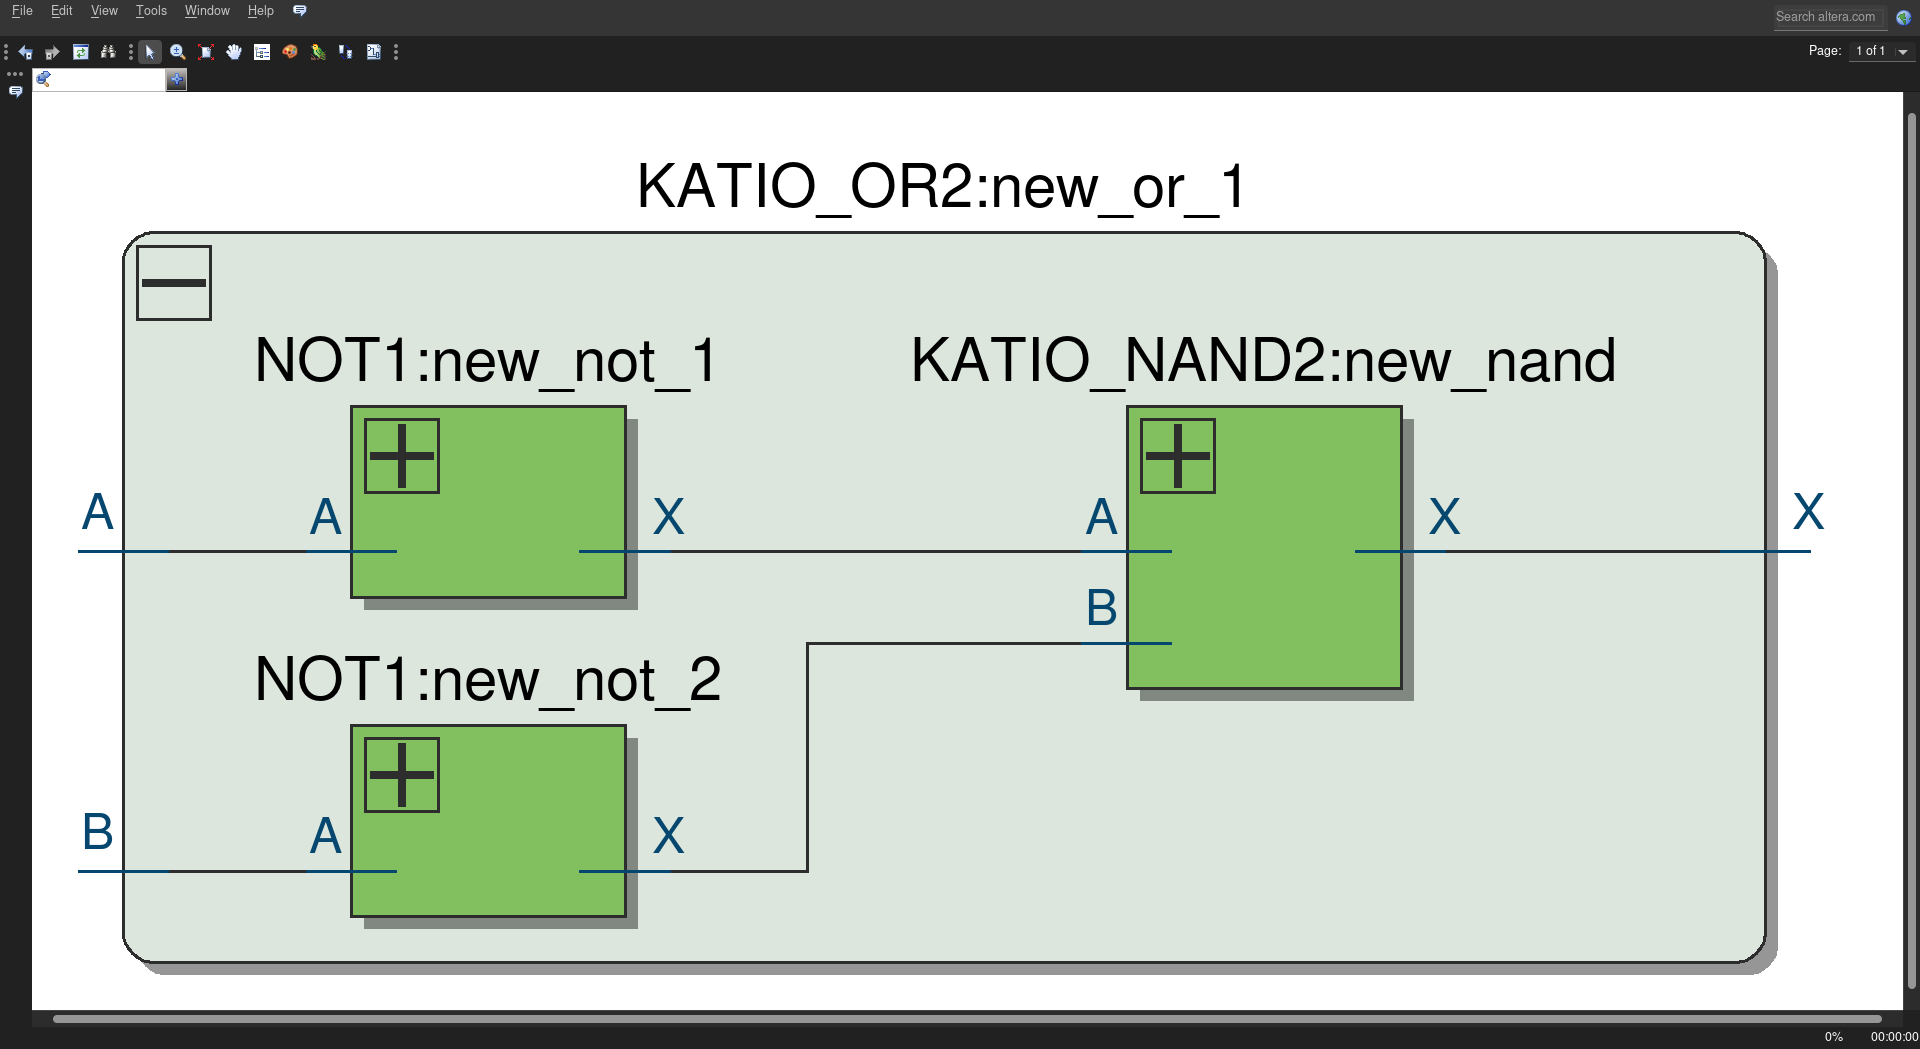 File Edit View Tools Window Help
Search altera.com
Page: 1 of 1
KATIO_OR2:new_or_1
NOT1:new_not_1
KATIO_NAND2:new_nand
A A X A X X
B
NOT1:new_not_2
B A X
0% 00:00:00